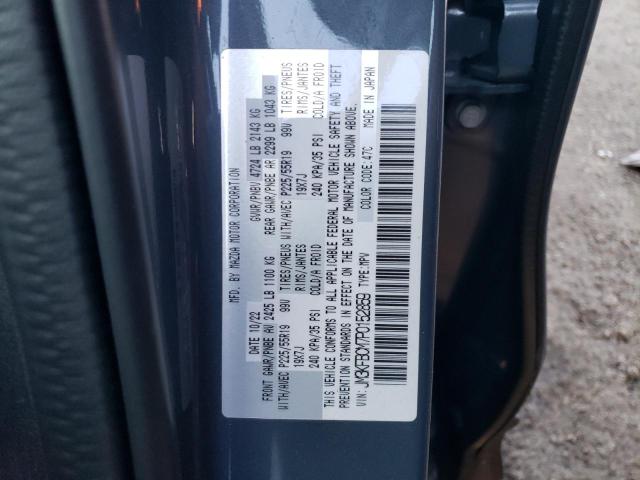 MFD. BY MAZDA MOTOR CORPORATION
DATE 10/22 GVWR/PNBV 4724 LB 2143 KG
FRONT GAWR/PNBE AV 2425 LB 1100 KG REAR GAWR/PNBE AR 2299 LB 1043 KG
WITH/AVEC P225/55R19 99V TIRES/PNEUS WITH/AVEC P225/55R19 99V TIRES/PNEUS
19X7J RIMS/JANTES 19X7J RIMS/JANTES
240 KPA/35 PSI COLD/A FROID 240 KPA/35 PSI COLD/A FROID
THIS VEHICLE CONFORMS TO ALL APPLICABLE FEDERAL MOTOR VEHICLE SAFETY AND THEFT
STANDARDS IN EFFECT ON THE DATE OF MANUFACTURE SHOWN ABOVE.
VIN: TYPE:MPV COLOR CODE:47C MADE IN JAPAN